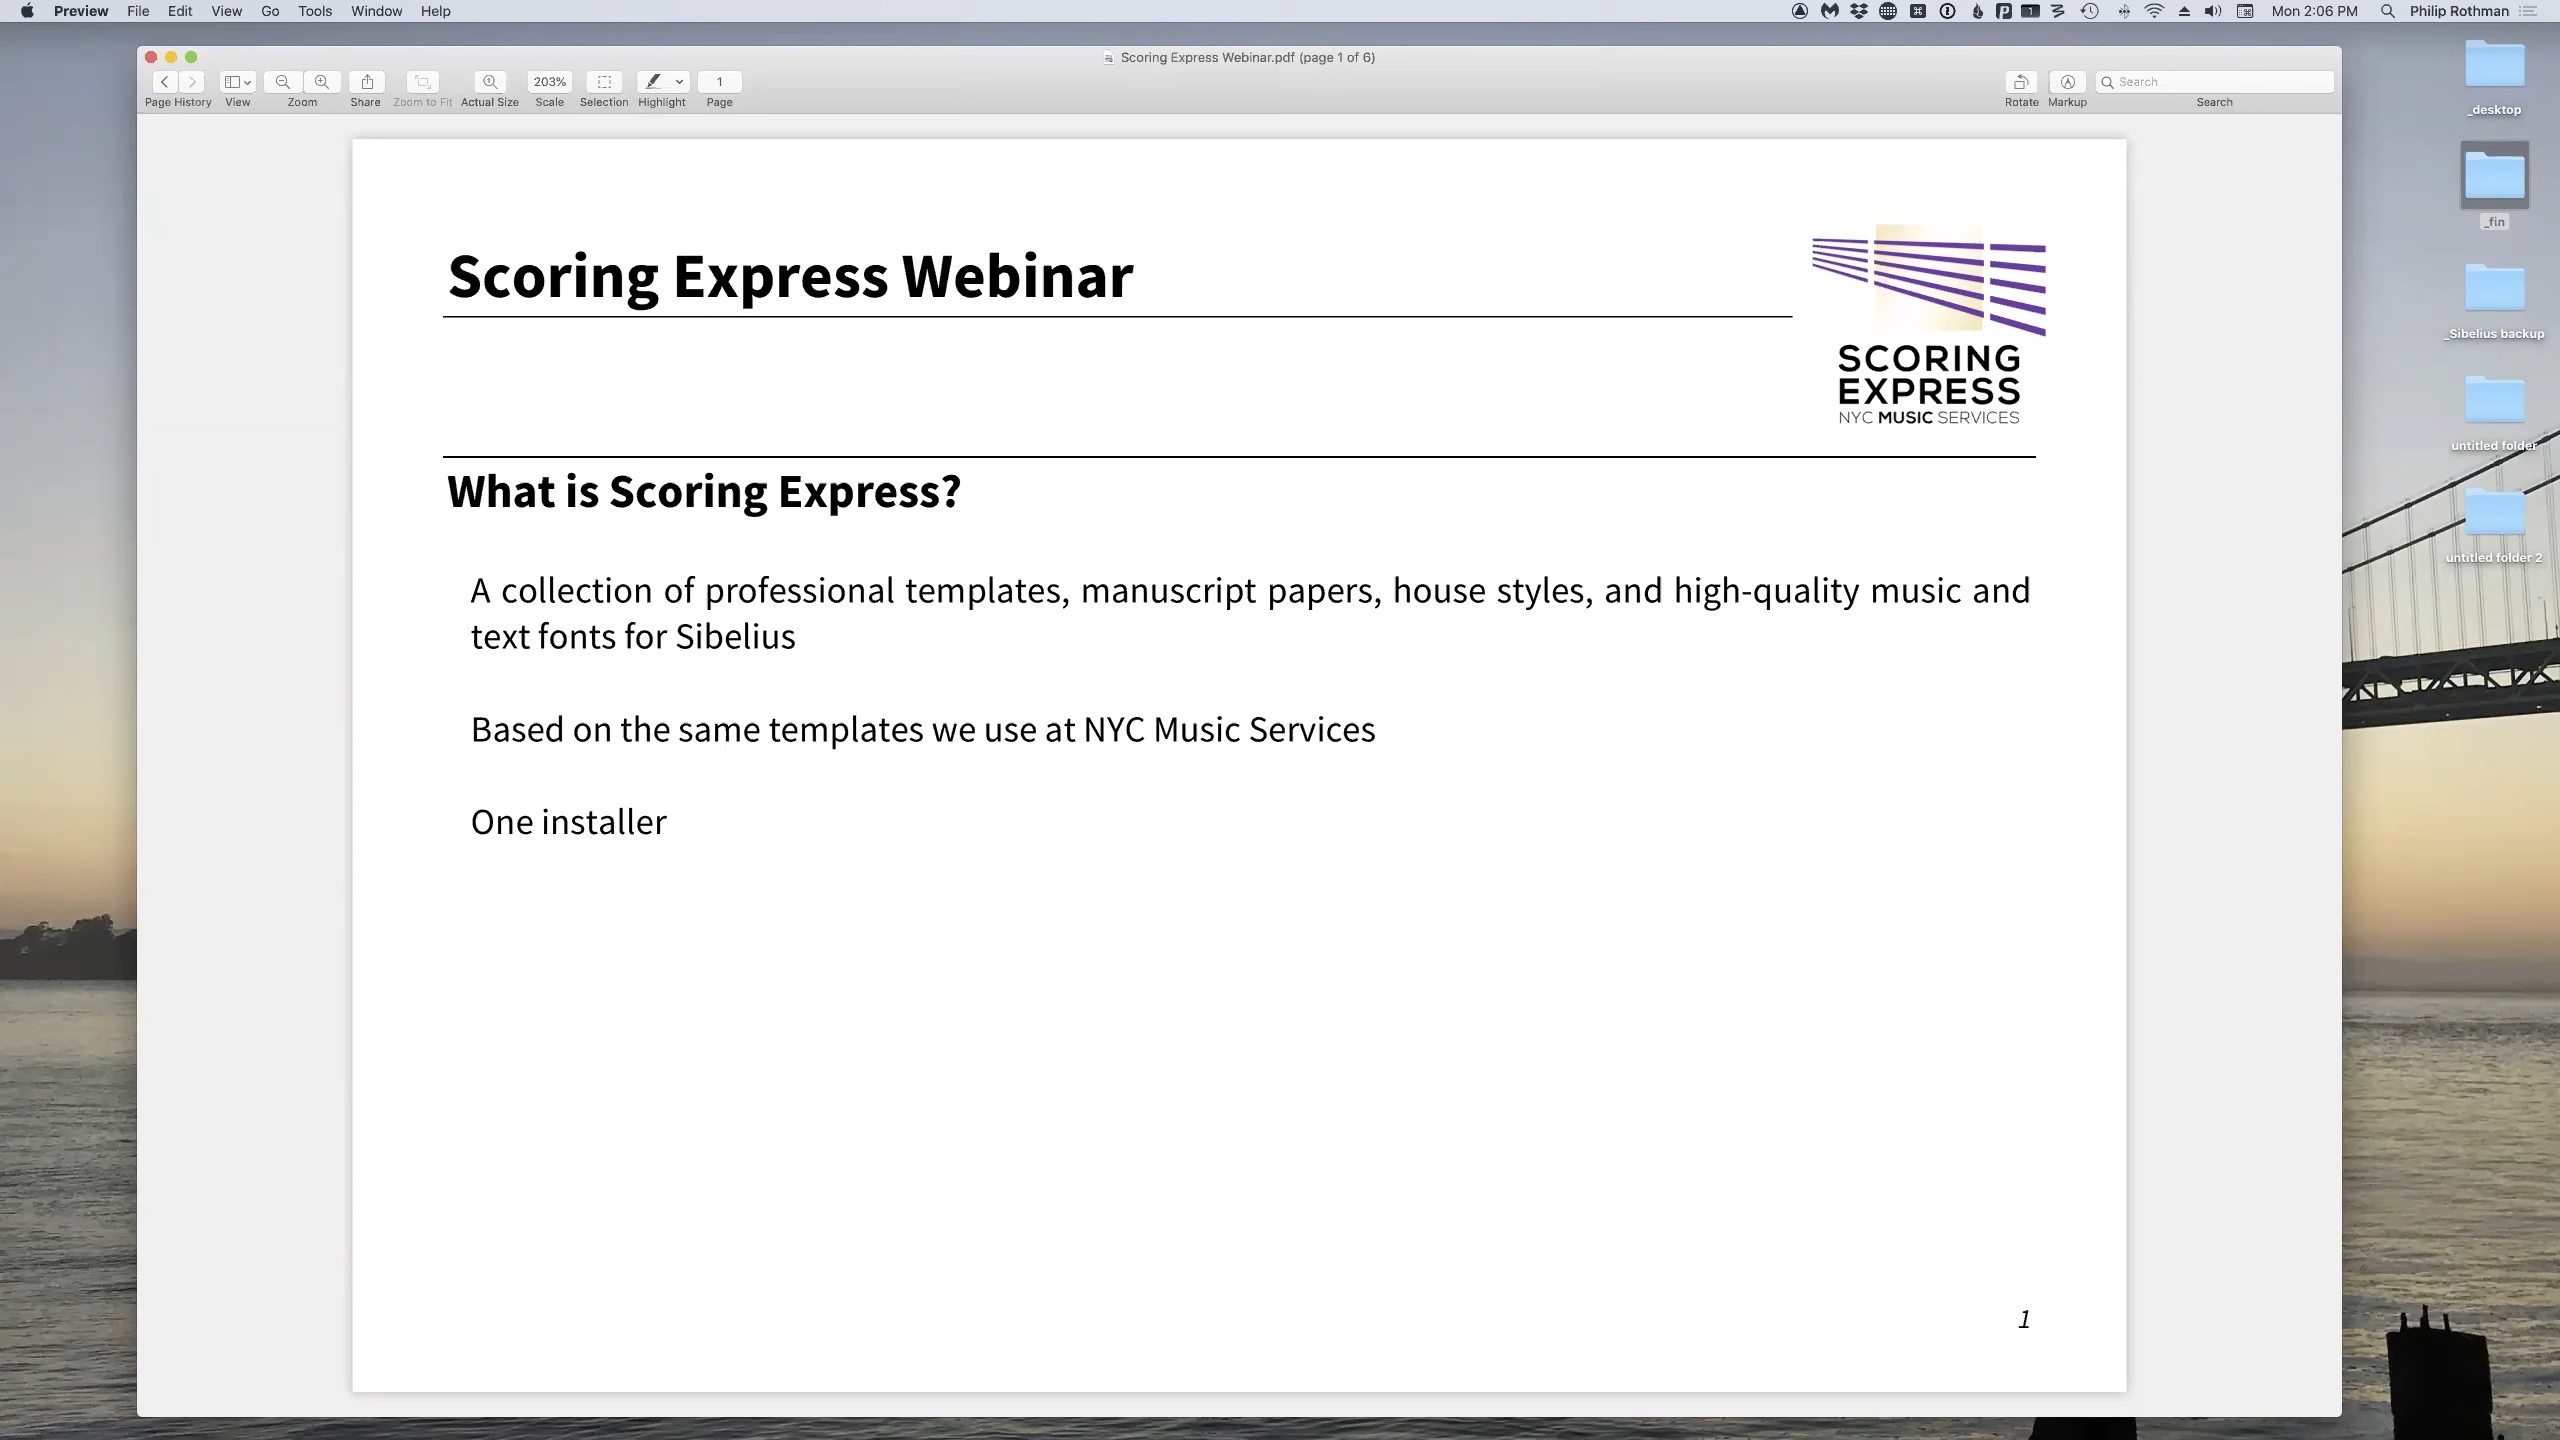 Preview File Edit View Go Tools Window Help
Mon 2:06 PM Philip Rothman
Scoring Express Webinar.pdf (page 1 of 6)
203% 1 Search
Page History View Zoom Share Zoom to Fit Actual Size Scale Selection Highlight Page Rotate Markup Search
_desktop
_fin
_Sibelius backup
untitled folder
untitled folder 2
Scoring Express Webinar
SCORING
EXPRESS
NYC MUSIC SERVICES
What is Scoring Express?
A collection of professional templates, manuscript papers, house styles, and high-quality music and
text fonts for Sibelius
Based on the same templates we use at NYC Music Services
One installer
1